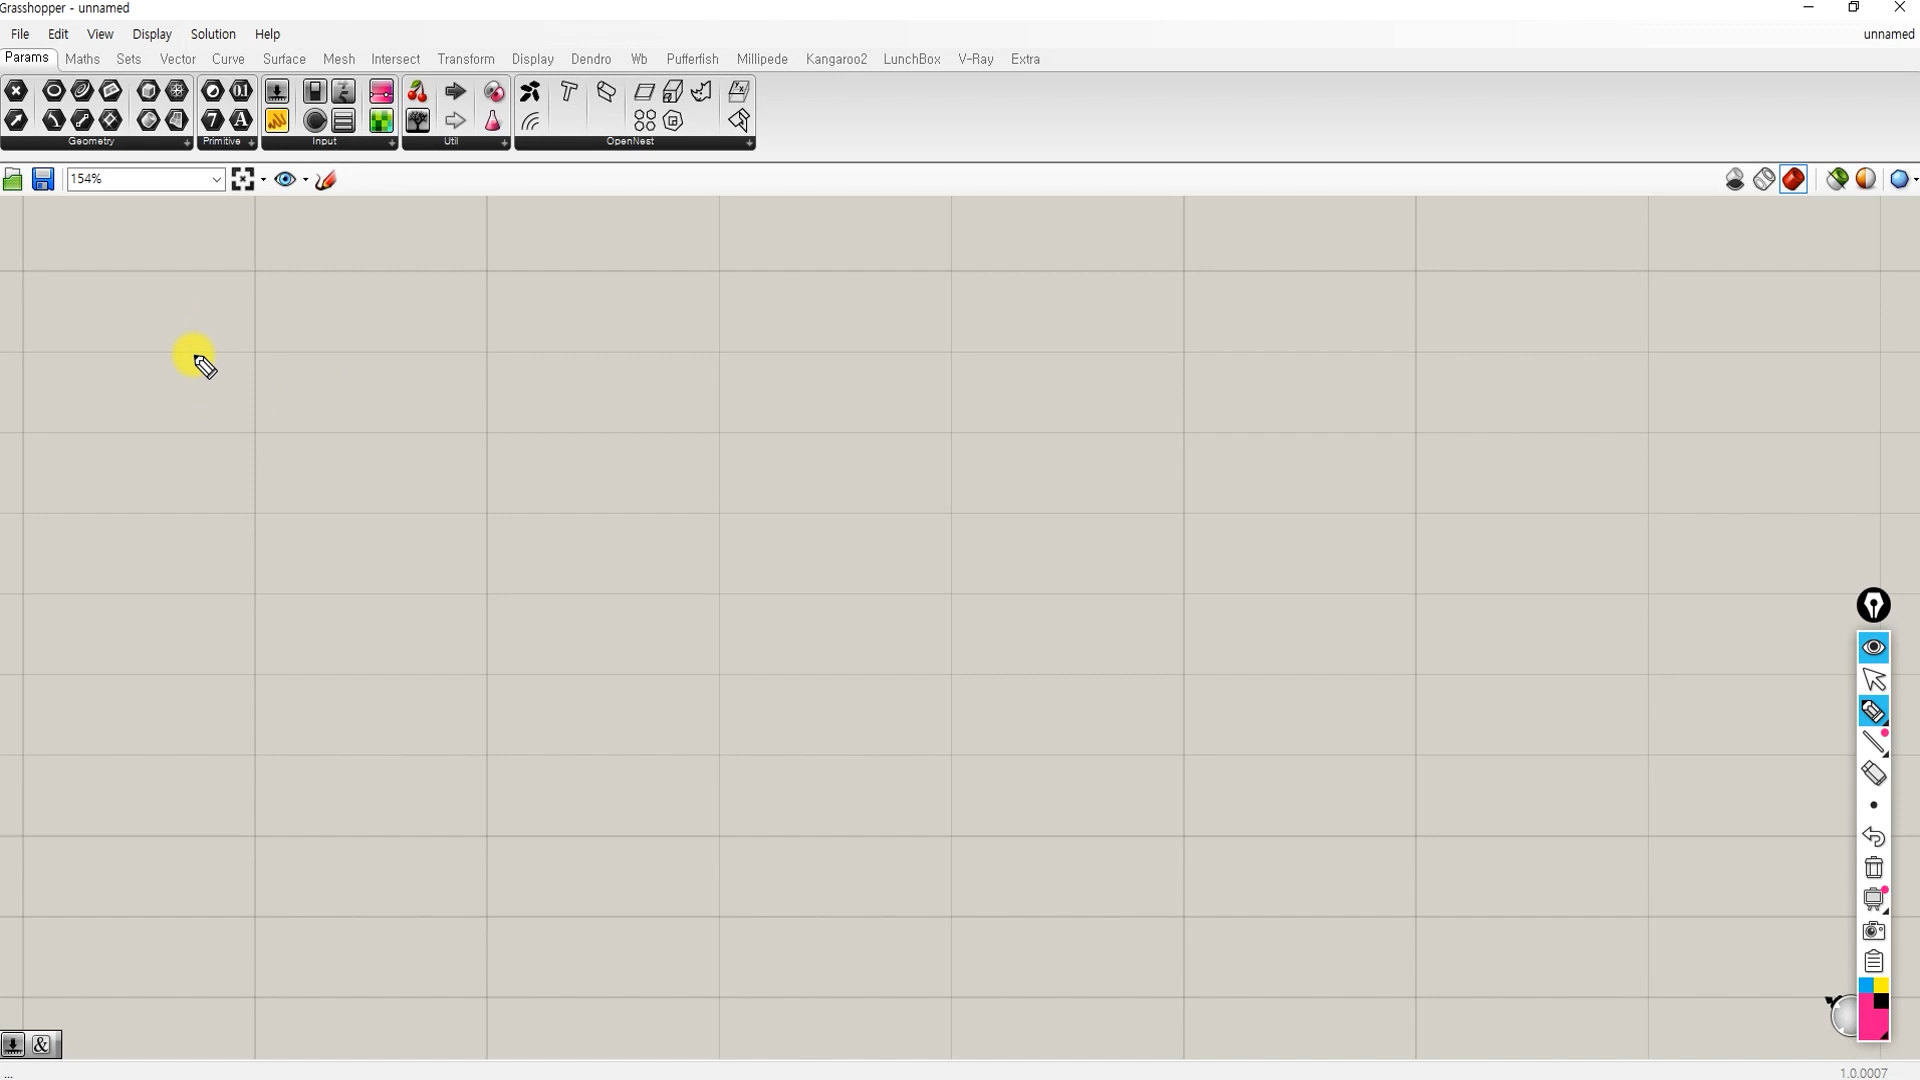 Grasshopper - unnamed
File Edit View Display Solution Help
unnamed
Params Maths Sets Vector Curve Surface Mesh Intersect Transform Display Dendro Wb Pufferfish Millipede Kangaroo2 LunchBox V-Ray Extra
Geometry Primitive Input Util OpenNest
154%
...
1.0.0007